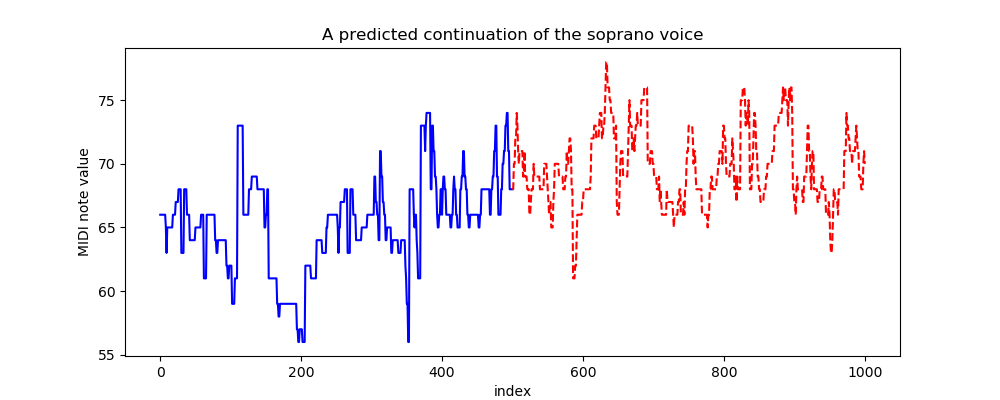 A predicted continuation of the soprano voice
MIDI note value
75
70
65
60
55
0 200 400 600 800 1000
index